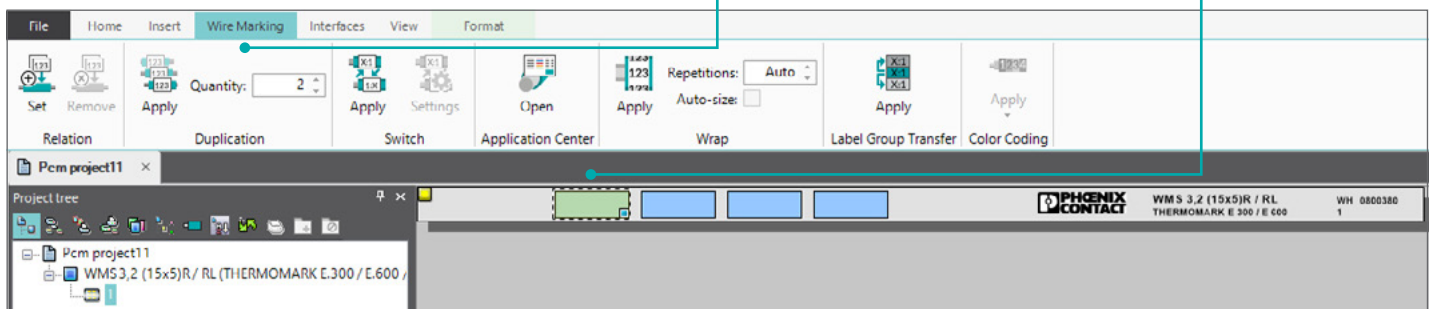 File Home Insert Wire Marking Interfaces View Format
Set Remove Apply Quantity: 2 Apply Settings Open Apply Repetitions: Auto
Auto-size:
Apply Apply
Relation Duplication Switch Application Center Wrap Label Group Transfer Color Coding
Pcm project11 ×
Project tree
PHŒNIX CONTACT
WMS 3,2 (15x5)R / RL WH 0800380
THERMOMARK E 300 / E 600 1
Pcm project11
WMS 3,2 (15x5)R / RL (THERMOMARK E.300 / E.600 /
1